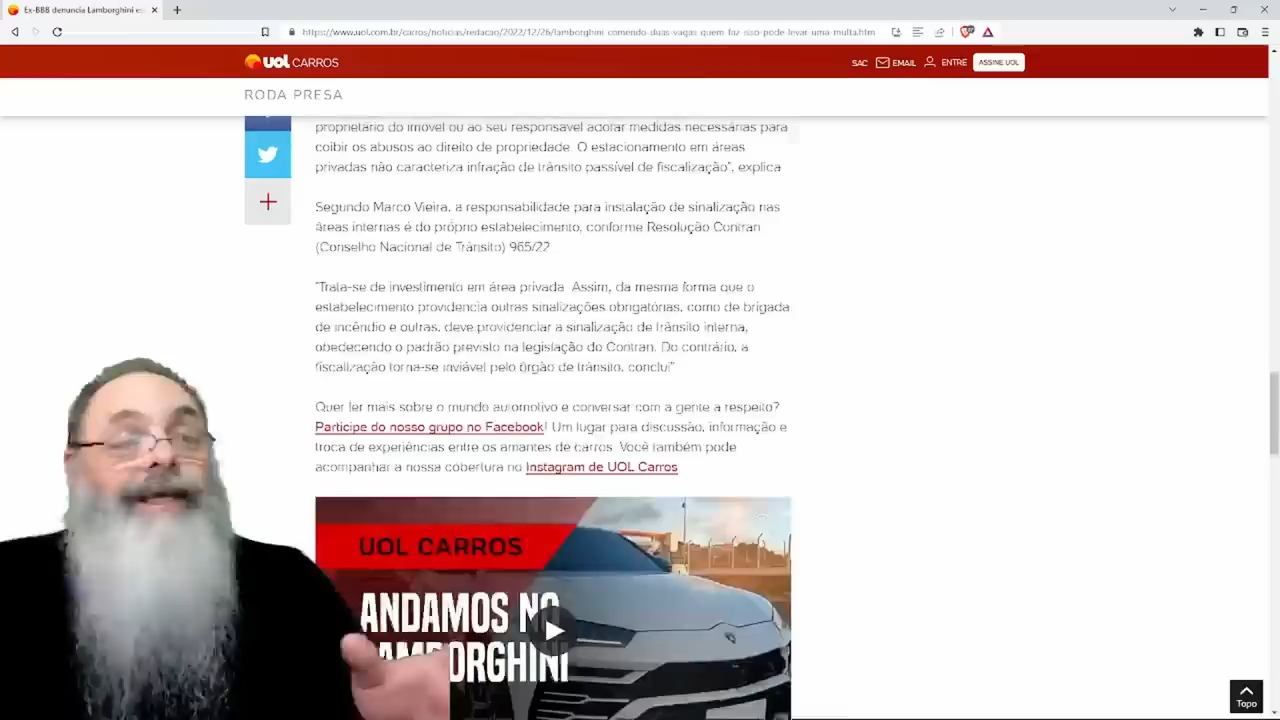 Ex-BBB denuncia Lamborghini es
https://www.uol.com.br/carros/noticias/redacao/2022/12/26/lamborghini-comendo-duas-vagas-quem-faz-isso-pode-levar-uma-multa.htm
uol CARROS
SAC EMAIL ENTRE ASSINE UOL
RODA PRESA
proprietário do imóvel ou ao seu responsável adotar medidas necessárias para
coibir os abusos ao direito de propriedade. O estacionamento em áreas
privadas não caracteriza infração de trânsito passível de fiscalização", explica
Segundo Marco Vieira, a responsabilidade para instalação de sinalização nas
áreas internas é do próprio estabelecimento, conforme Resolução Contran
(Conselho Nacional de Trânsito) 965/22
"Trata-se de investimento em área privada. Assim, da mesma forma que o
estabelecimento providencia outras sinalizações obrigatórias, como de brigada
de incêndio e outras, deve providenciar a sinalização de trânsito interna,
obedecendo o padrão previsto na legislação do Contran. Do contrário, a
fiscalização torna-se inviável pelo órgão de trânsito, conclui"
Quer ler mais sobre o mundo automotivo e conversar com a gente a respeito?
Participe do nosso grupo no Facebook! Um lugar para discussão, informação e
troca de experiências entre os amantes de carros. Você também pode
acompanhar a nossa cobertura no Instagram de UOL Carros
UOL CARROS
ANDAMOS NO
LAMBORGHINI
Topo